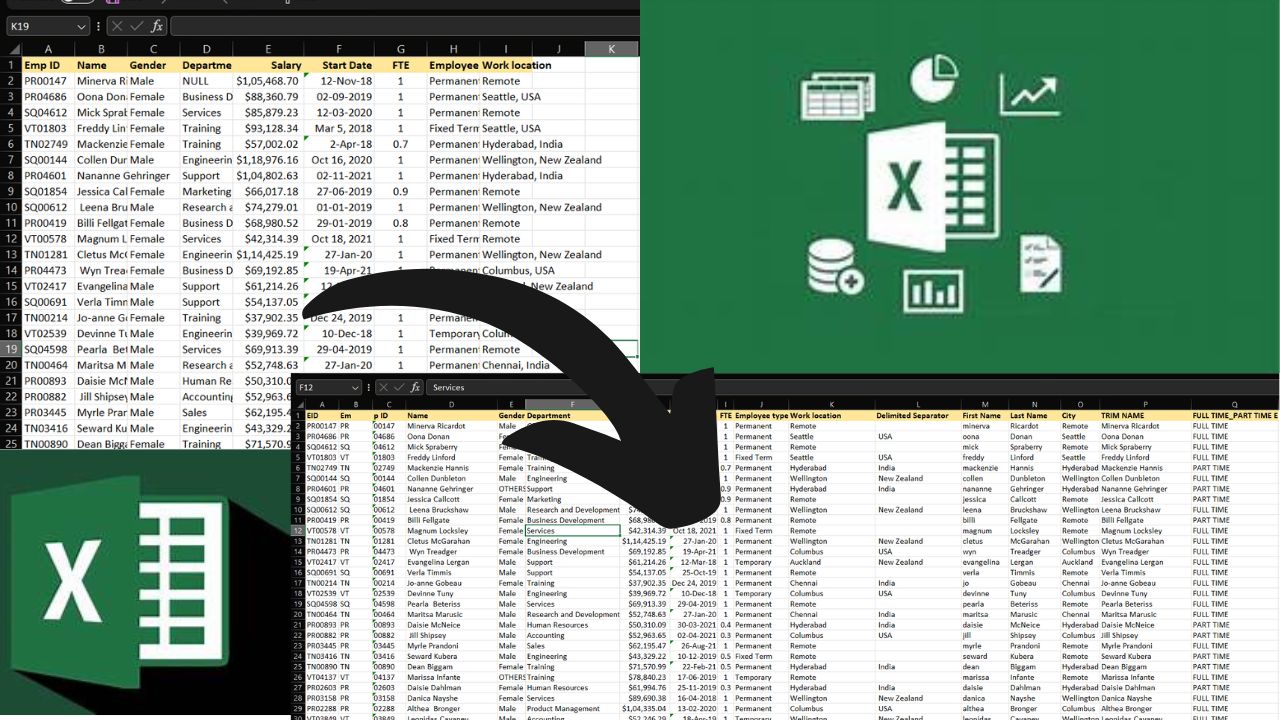 K19 fx
A B C D E F G H I J K
1 Emp ID Name Gender Departme Salary Start Date FTE Employee Work location
2 PR00147 Minerva Ri Male NULL $1,05,468.70 12-Nov-18 1 Permanen Remote
3 PR04686 Oona Don Female Business D $88,360.79 02-09-2019 1 Permanen Seattle, USA
4 SQ04612 Mick Spral Female Services $85,879.23 12-03-2020 1 Permanen Remote
5 VT01803 Freddy Lin Female Training $93,128.34 Mar 5, 2018 1 Fixed Term Seattle, USA
6 TN02749 Mackenzie Female Training $57,002.02 2-Apr-18 0.7 Permanen Hyderabad, India
7 SQ00144 Collen Dur Male Engineerin $1,18,976.16 Oct 16, 2020 1 Permanen Wellington, New Zealand
8 PR04601 Nananne Gehringer Support $1,04,802.63 02-11-2021 1 Permanen Hyderabad, India
9 SQ01854 Jessica Cal Female Marketing $66,017.18 27-06-2019 0.9 Permanen Remote
10 SQ00612 Leena Bru Male Research a $74,279.01 01-01-2019 1 Permanen Wellington, New Zealand
11 PR00419 Billi Fellgat Female Business D $68,980.52 29-01-2019 0.8 Permanen Remote
12 VT00578 Magnum L Female Services $42,314.39 Oct 18, 2021 1 Fixed Term Remote
13 TN01281 Cletus McG Female Engineerin $1,14,425.19 27-Jan-20 1 Permanen Wellington, New Zealand
14 PR04473 Wyn Trea Female Business D $69,192.85 19-Apr-21 Permanen Columbus, USA
15 VT02417 Evangelina Male Support $61,214.26 New Zealand
16 SQ00691 Verla Timn Male Support $54,137.05 Remote
17 TN00214 Jo-anne G Male Training $37,902.35 Dec 24, 2019 1 Permanen
18 VT02539 Devinne Tu Male Engineerin $39,969.72 10-Dec-18 1 Temporary
19 SQ04598 Pearla Bet Male Services $69,913.39 29-04-2019 1 Permanen Remote
20 TN00464 Maritsa M Male Research a $52,748.63 27-Jan-20 1 Permanen Chennai, India
21 PR00893 Daisie McN Male Human Re $50,310.0
22 PR00882 Jill Shipsey Male Accounting $52,963.6
23 PR03445 Myrle Prar Male Sales $62,195.4
24 TN03416 Seward Ku Male Research a $43,329.2
25 TN00890 Dean Bigga Female Training $71,570.9
X
X
F12 fx Services
A B C D E F I J K L M N O P Q
1 EID Em p ID Name Gender Department FTE Employee type Work location Delimited Separator First Name Last Name City TRIM NAME FULL TIME_PART TIME E
2 PR00147 PR 00147 Minerva Ricardot Male 1 Permanent Remote minerva Ricardot Remote Minerva Ricardot FULL TIME
3 PR04686 PR 04686 Oona Donan Female 1 Permanent Seattle USA oona Donan Seattle Oona Donan FULL TIME
4 SQ04612 SQ 04612 Mick Spraberry Female 1 Permanent Remote mick Spraberry Remote Mick Spraberry FULL TIME
5 VT01803 VT 01803 Freddy Linford Female Training 1 Fixed Term Seattle USA freddy Linford Seattle Freddy Linford FULL TIME
6 TN02749 TN 02749 Mackenzie Hannis Female Training 0.7 Permanent Hyderabad India mackenzie Hannis Hyderabad Mackenzie Hannis PART TIME
7 SQ00144 SQ 00144 Collen Dunbleton Male Engineering 1 Permanent Wellington New Zealand collen Dunbleton Wellington Collen Dunbleton FULL TIME
8 PR04601 PR 04601 Nananne Gehringer OTHERS Support Permanent Hyderabad India nananne Gehringer Hyderabad Nananne Gehringer FULL TIME
9 SQ01854 SQ 01854 Jessica Callcott Female Marketing 0.9 Permanent Remote jessica Callcott Remote Jessica Callcott PART TIME
10 SQ00612 SQ 00612 Leena Bruckshaw Male Research and Development 1 Permanent Wellington New Zealand leena Bruckshaw Wellington Leena Bruckshaw FULL TIME
11 PR00419 PR 00419 Billi Fellgate Female Business Development $68,98 2019 0.8 Permanent Remote billi Fellgate Remote Billi Fellgate PART TIME
12 VT00578 VT 00578 Magnum Locksley Female Services $42,314.39 Oct 18, 2021 1 Fixed Term Remote magnum Locksley Remote Magnum Locksley FULL TIME
13 TN01281 TN 01281 Cletus McGarahan Female Engineering $1,14,425.19 27-Jan-20 1 Permanent Wellington New Zealand cletus McGarahan Wellington Cletus McGarahan FULL TIME
14 PR04473 PR 04473 Wyn Treadger Female Business Development $69,192.85 19-Apr-21 1 Permanent Columbus USA wyn Treadger Columbus Wyn Treadger FULL TIME
15 VT02417 VT 02417 Evangelina Lergan Male Support $61,214.26 12-Mar-18 1 Temporary Auckland New Zealand evangelina Lergan Auckland Evangelina Lergan FULL TIME
16 SQ00691 SQ 00691 Verla Timmis Male Support $54,137.05 25-Oct-19 1 Permanent Remote verla Timmis Remote Verla Timmis FULL TIME
17 TN00214 TN 00214 Jo-anne Gobeau Female Training $37,902.35 Dec 24, 2019 1 Permanent Chennai India jo Gobeau Chennai Jo-anne Gobeau FULL TIME
18 VT02539 VT 02539 Devinne Tuny Male Engineering $39,969.72 10-Dec-18 1 Temporary Columbus USA devinne Tuny Columbus Devinne Tuny FULL TIME
19 SQ04598 SQ 04598 Pearla Beteriss Male Services $69,913.39 29-04-2019 1 Permanent Remote pearla Beteriss Remote Pearla Beteriss FULL TIME
20 TN00464 TN 00464 Maritsa Marusic Male Research and Development $52,748.63 27-Jan-20 1 Permanent Chennai India maritsa Marusic Chennai Maritsa Marusic FULL TIME
21 PR00893 PR 00893 Daisie McNeice Male Human Resources $50,310.09 30-03-2021 0.4 Permanent Hyderabad India daisie McNeice Hyderabad Daisie McNeice PART TIME
22 PR00882 PR 00882 Jill Shipsey Male Accounting $52,963.65 02-04-2021 0.3 Permanent Columbus USA jill Shipsey Columbus Jill Shipsey PART TIME
23 PR03445 PR 03445 Myrle Prandoni Male Sales $62,195.47 26-Aug-21 1 Permanent Remote myrle Prandoni Remote Myrle Prandoni FULL TIME
24 TN03416 TN 03416 Seward Kubera Male Research and Development $43,329.22 10-12-2019 0.5 Fixed Term Remote seward Kubera Remote Seward Kubera PART TIME
25 TN00890 TN 00890 Dean Biggam Female Training $71,570.99 22-Feb-21 0.5 Permanent Hyderabad India dean Biggam Hyderabad Dean Biggam PART TIME
26 VT04137 VT 04137 Marissa Infante OTHERS Training $78,840.23 17-06-2019 1 Temporary Remote marissa Infante Remote Marissa Infante FULL TIME
27 PR02603 PR 02603 Daisie Dahlman Female Human Resources $61,994.76 25-11-2019 0.3 Permanent Hyderabad India daisie Dahlman Hyderabad Daisie Dahlman PART TIME
28 PR03158 PR 03158 Danica Nayshe Female Services $89,690.38 16-04-2018 1 Permanent Wellington New Zealand danica Nayshe Wellington Danica Nayshe FULL TIME
29 PR02288 PR 02288 Althea Bronger Male Product Management $1,04,335.04 1 Permanent Remote althea Bronger Remote Althea Bronger FULL TIME